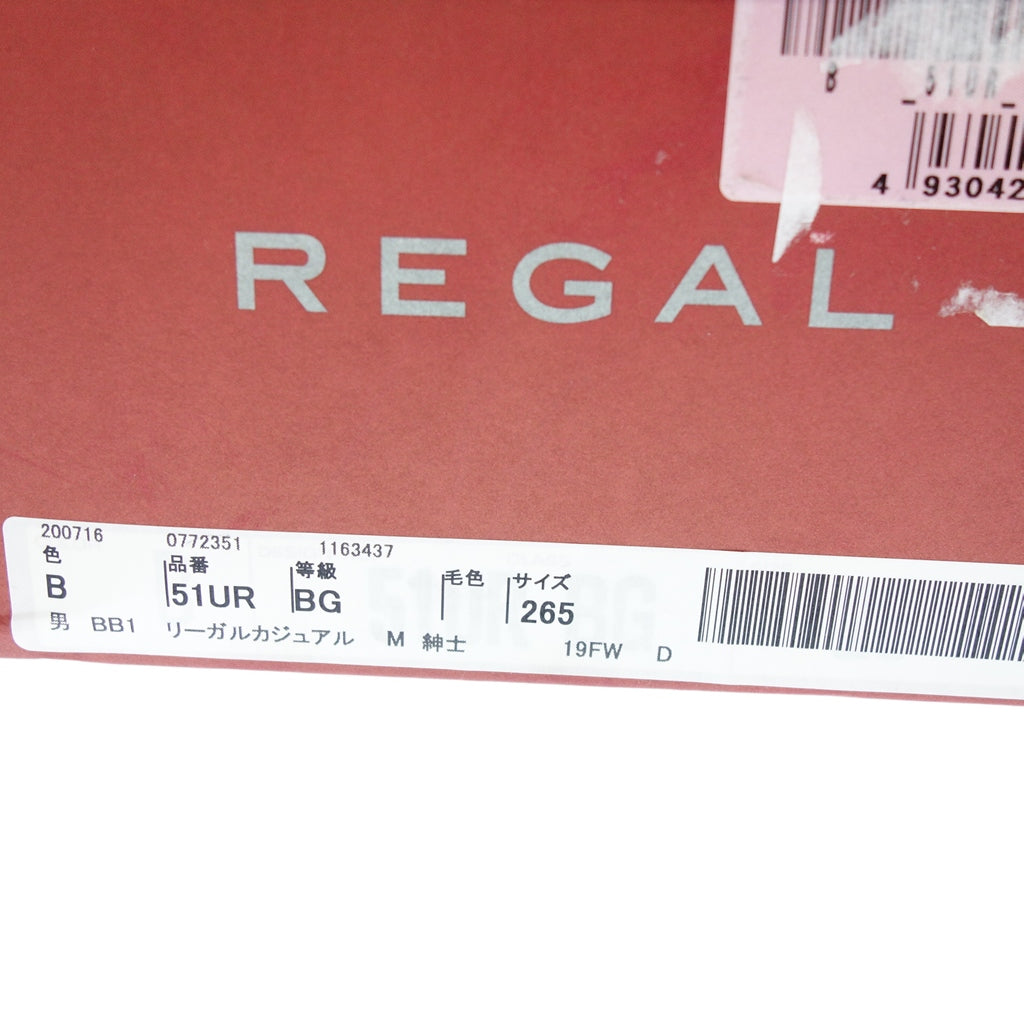 B _51UR_
4 93042
REGAL
200716 0772351 1163437
色 品番 等級 毛色 サイズ
B 51UR BG 265
男 BB1 リーガルカジュアル M 紳士 19FW D